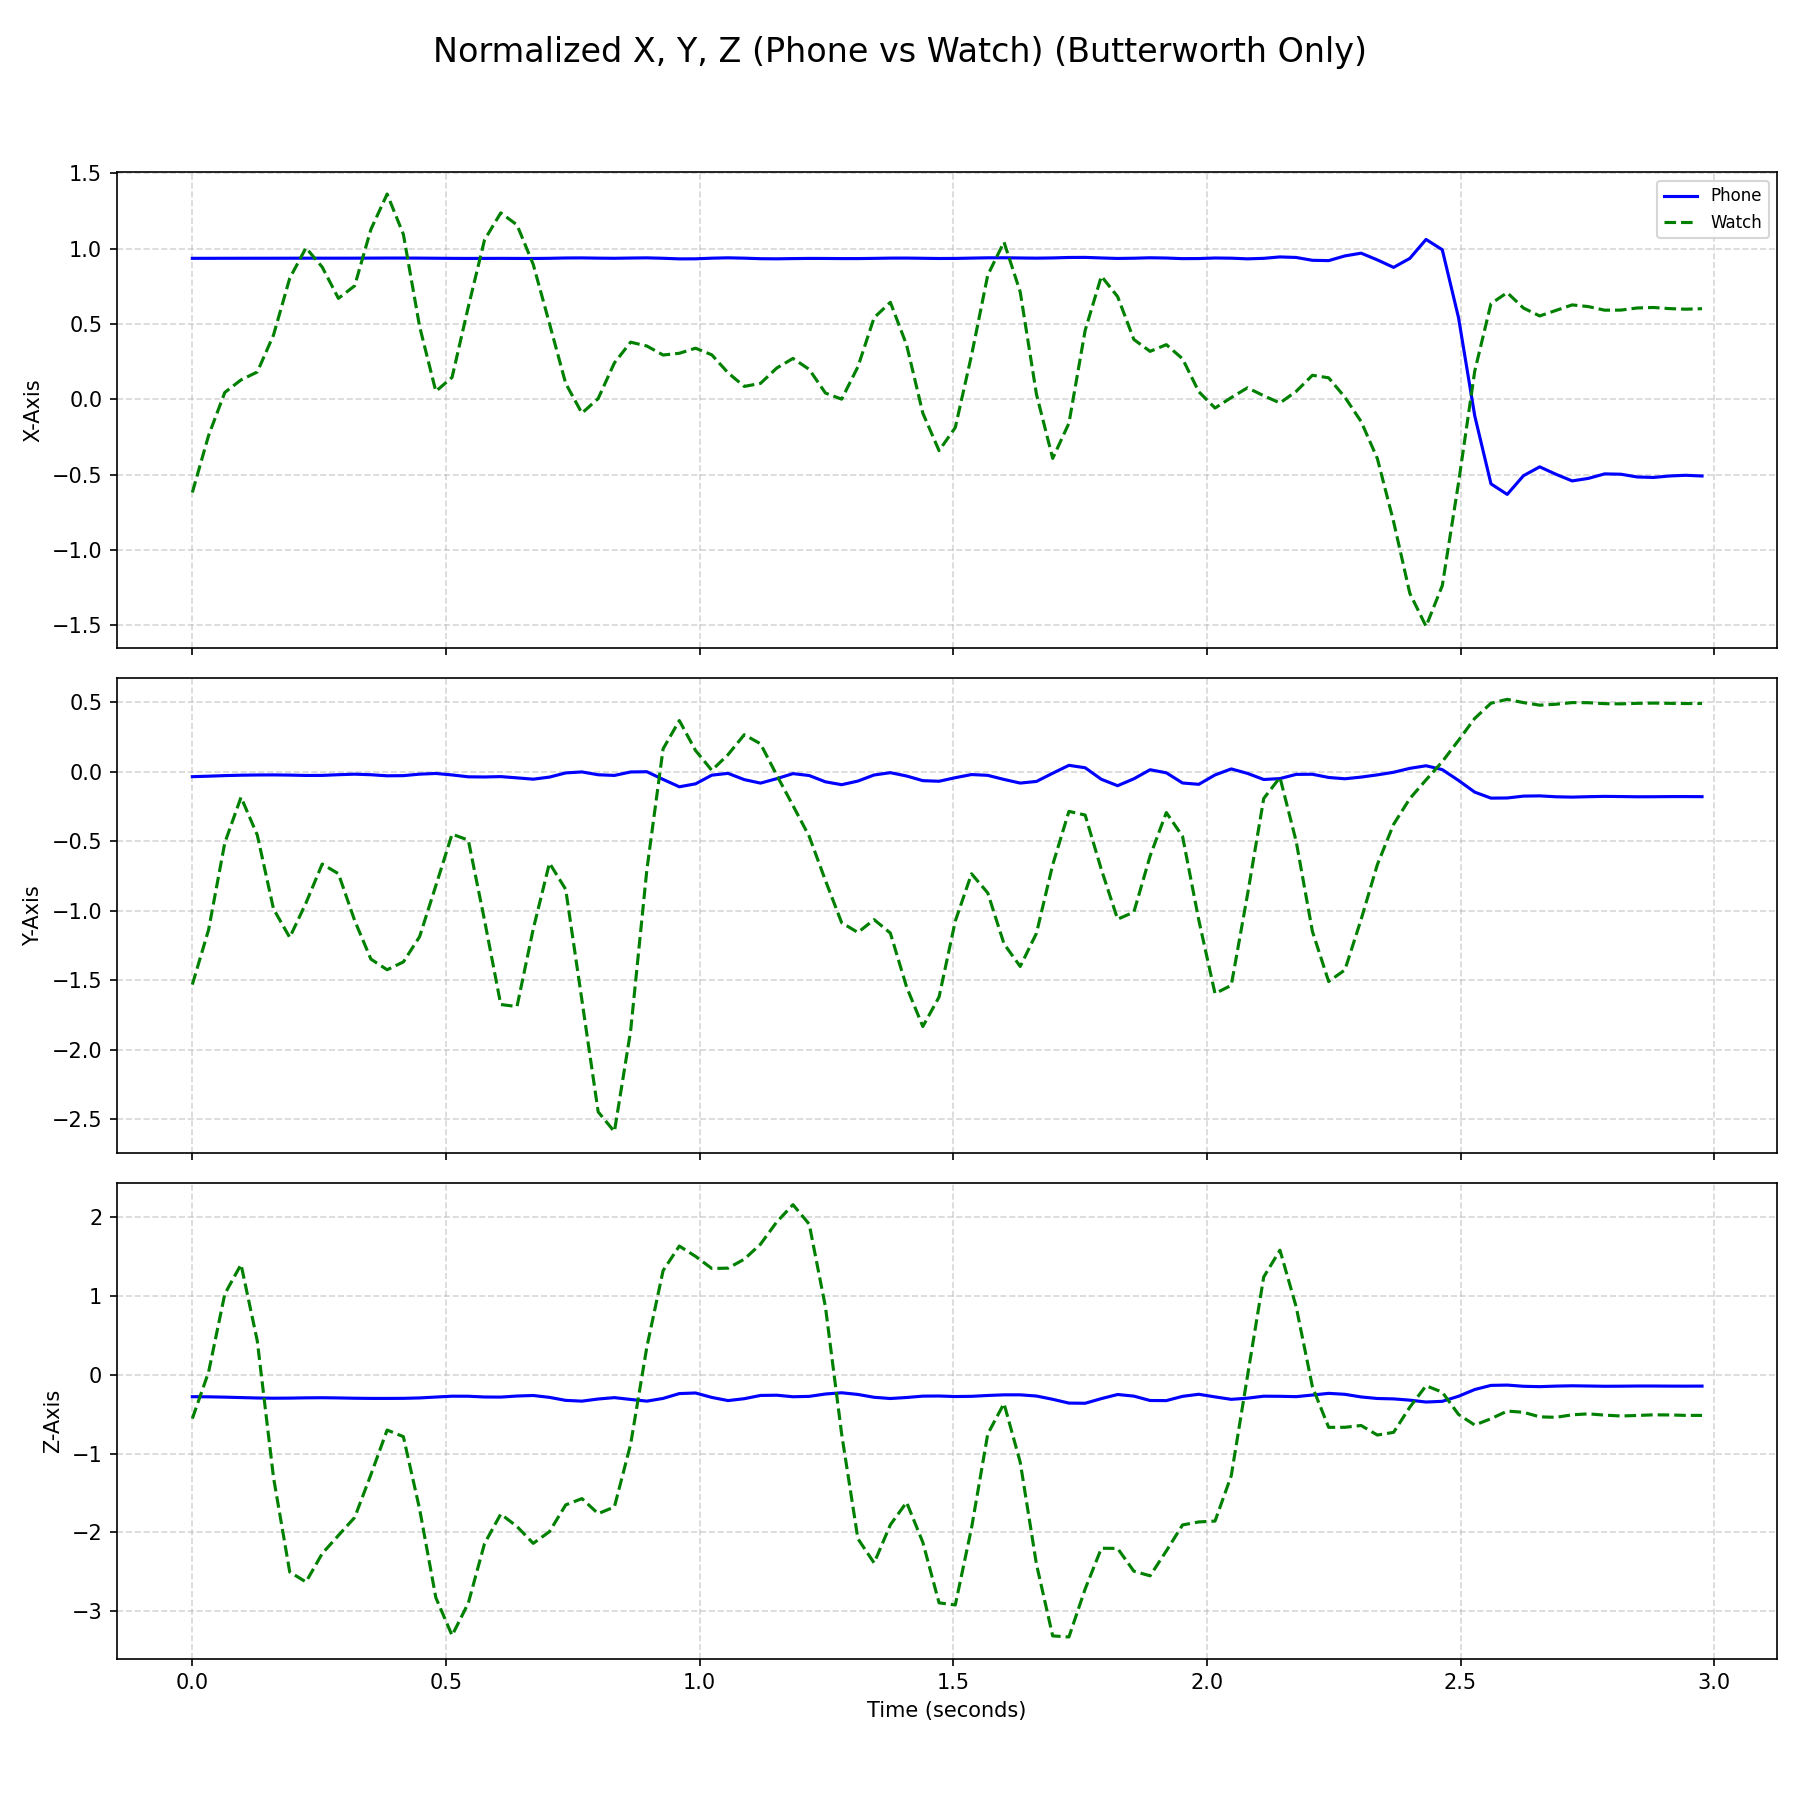 Normalized X, Y, Z (Phone vs Watch) (Butterworth Only)
1.5
1.0
0.5
0.0
−0.5
−1.0
−1.5
X-Axis
Phone
Watch
0.5
0.0
−0.5
−1.0
−1.5
−2.0
−2.5
Y-Axis
2
1
0
−1
−2
−3
Z-Axis
0.0 0.5 1.0 1.5 2.0 2.5 3.0
Time (seconds)